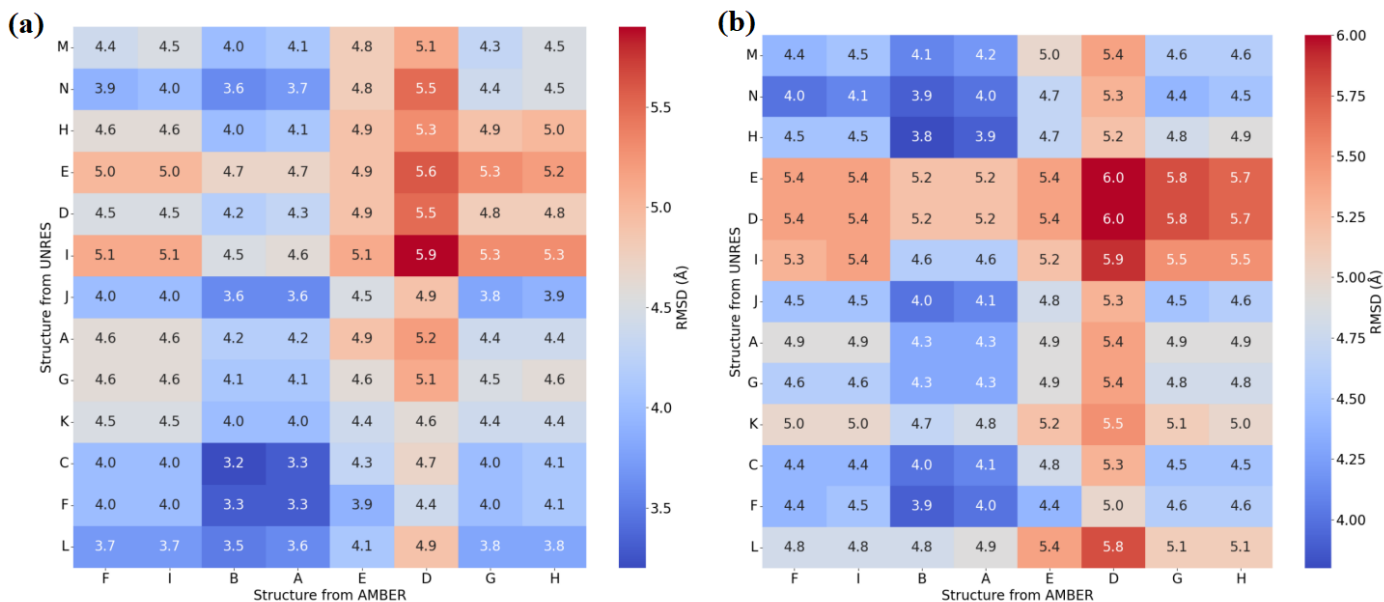 (a)
M 4.4 4.5 4.0 4.1 4.8 5.1 4.3 4.5
N 3.9 4.0 3.6 3.7 4.8 5.5 4.4 4.5
H 4.6 4.6 4.0 4.1 4.9 5.3 4.9 5.0
E 5.0 5.0 4.7 4.7 4.9 5.6 5.3 5.2
D 4.5 4.5 4.2 4.3 4.9 5.5 4.8 4.8
I 5.1 5.1 4.5 4.6 5.1 5.9 5.3 5.3
J 4.0 4.0 3.6 3.6 4.5 4.9 3.8 3.9
A 4.6 4.6 4.2 4.2 4.9 5.2 4.4 4.4
G 4.6 4.6 4.1 4.1 4.6 5.1 4.5 4.6
K 4.5 4.5 4.0 4.0 4.4 4.6 4.4 4.4
C 4.0 4.0 3.2 3.3 4.3 4.7 4.0 4.1
F 4.0 4.0 3.3 3.3 3.9 4.4 4.0 4.1
L 3.7 3.7 3.5 3.6 4.1 4.9 3.8 3.8
F I B A E D G H
Structure from AMBER
Structure from UNRES
5.5
5.0
4.5
4.0
3.5
RMSD (Å)
(b)
M 4.4 4.5 4.1 4.2 5.0 5.4 4.6 4.6
N 4.0 4.1 3.9 4.0 4.7 5.3 4.4 4.5
H 4.5 4.5 3.8 3.9 4.7 5.2 4.8 4.9
E 5.4 5.4 5.2 5.2 5.4 6.0 5.8 5.7
D 5.4 5.4 5.2 5.2 5.4 6.0 5.8 5.7
I 5.3 5.4 4.6 4.6 5.2 5.9 5.5 5.5
J 4.5 4.5 4.0 4.1 4.8 5.3 4.5 4.6
A 4.9 4.9 4.3 4.3 4.9 5.4 4.9 4.9
G 4.6 4.6 4.3 4.3 4.9 5.4 4.8 4.8
K 5.0 5.0 4.7 4.8 5.2 5.5 5.1 5.0
C 4.4 4.4 4.0 4.1 4.8 5.3 4.5 4.5
F 4.4 4.5 3.9 4.0 4.4 5.0 4.6 4.6
L 4.8 4.8 4.8 4.9 5.4 5.8 5.1 5.1
F I B A E D G H
Structure from AMBER
Structure from UNRES
6.00
5.75
5.50
5.25
5.00
4.75
4.50
4.25
4.00
RMSD (Å)